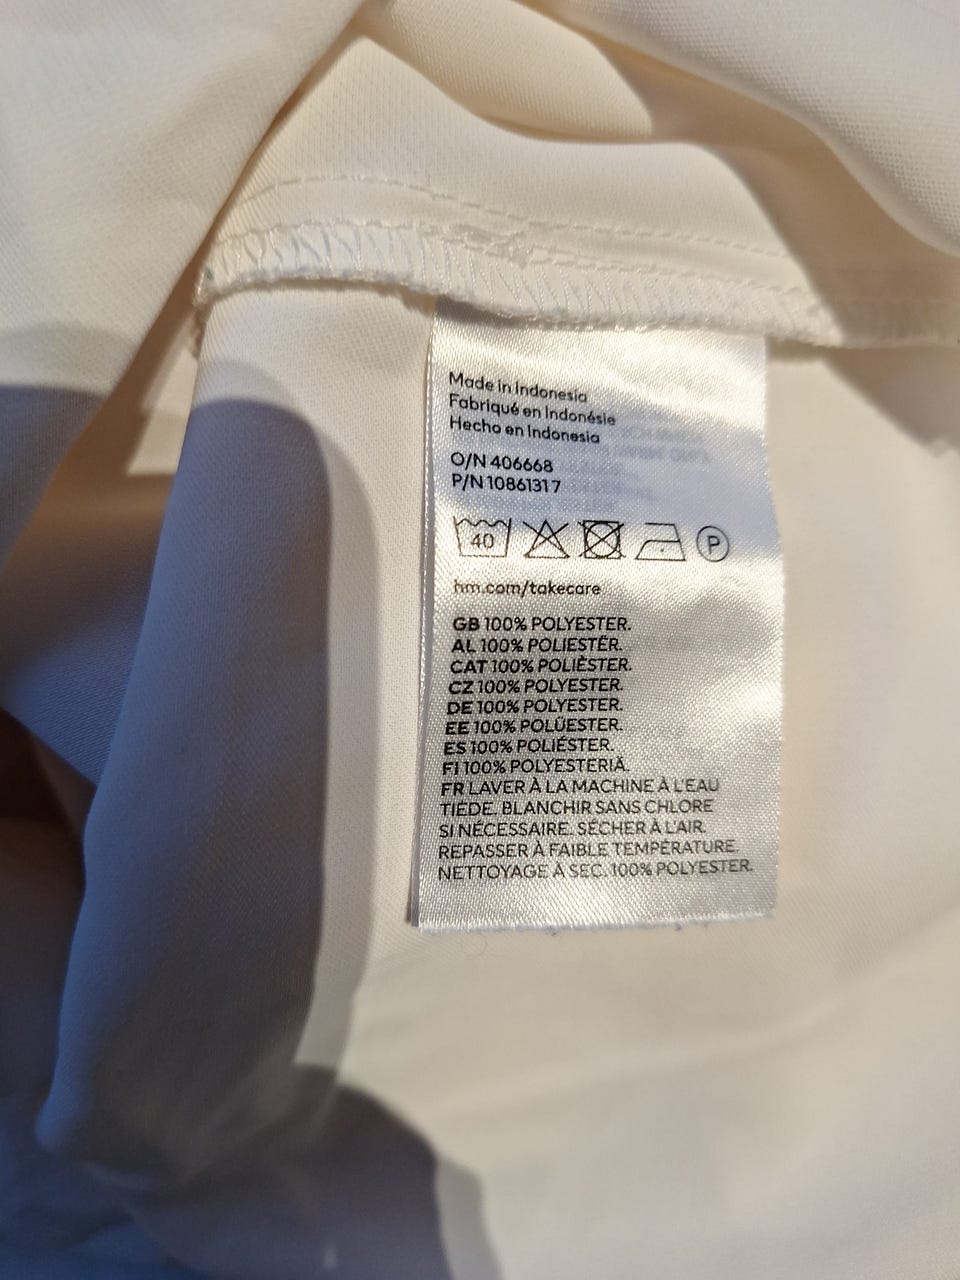 Made in Indonesia
Fabriqué en Indonésie
Hecho en Indonesia
O/N 406668
P/N 10861317
40 P
hm.com/takecare
GB 100% POLYESTER.
AL 100% POLIESTËR.
CAT 100% POLIÈSTER.
CZ 100% POLYESTER.
DE 100% POLYESTER.
EE 100% POLÜESTER.
ES 100% POLIÉSTER.
FI 100% POLYESTERIÄ.
FR LAVER À LA MACHINE À L'EAU
TIÈDE. BLANCHIR SANS CHLORE
SI NÉCESSAIRE. SÉCHER À L'AIR.
REPASSER À FAIBLE TEMPÉRATURE.
NETTOYAGE À SEC. 100% POLYESTER.